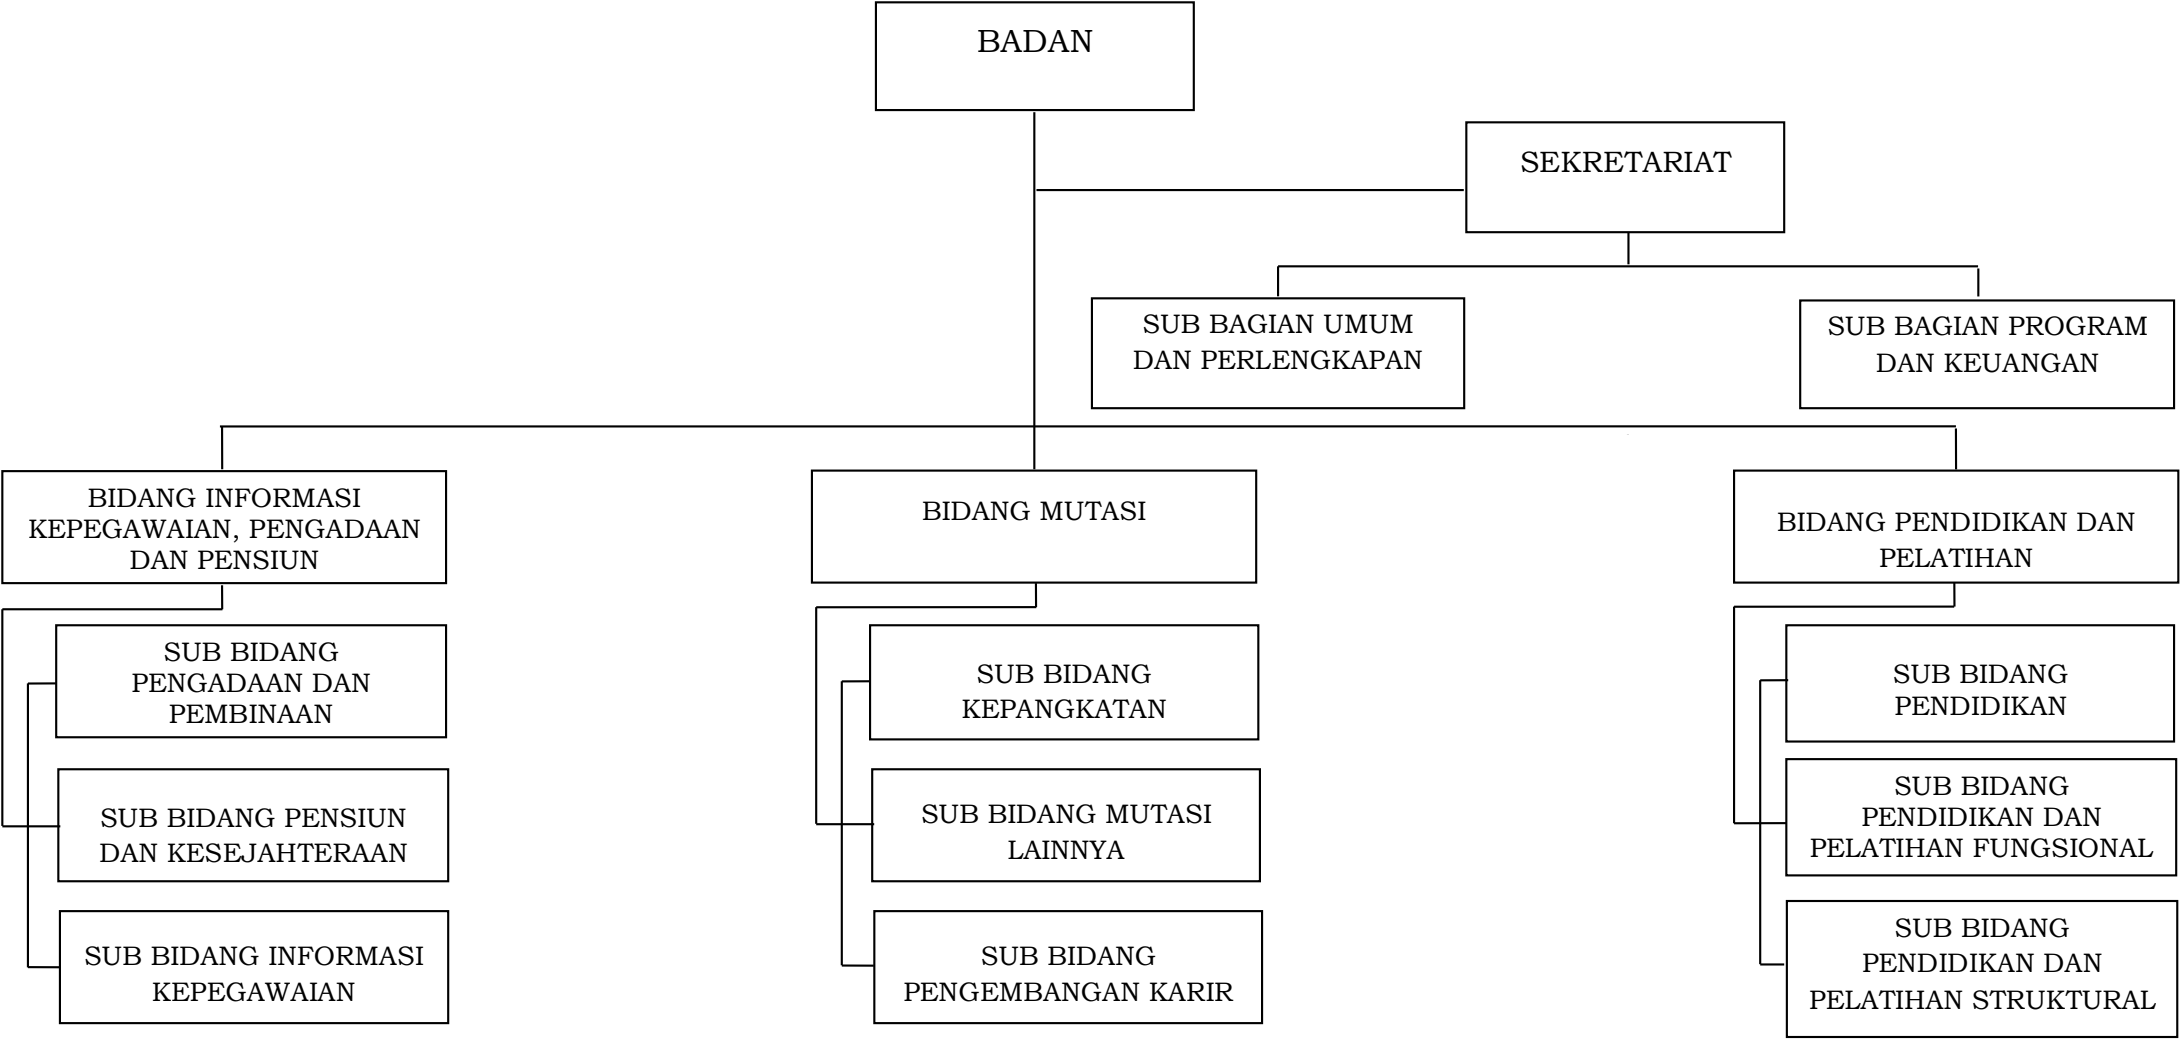 BADAN
SEKRETARIAT
SUB BAGIAN UMUM
DAN PERLENGKAPAN
SUB BAGIAN PROGRAM
DAN KEUANGAN
BIDANG INFORMASI
KEPEGAWAIAN, PENGADAAN
DAN PENSIUN
BIDANG MUTASI
BIDANG PENDIDIKAN DAN
PELATIHAN
SUB BIDANG
PENGADAAN DAN
PEMBINAAN
SUB BIDANG PENSIUN
DAN KESEJAHTERAAN
SUB BIDANG INFORMASI
KEPEGAWAIAN
SUB BIDANG
KEPANGKATAN
SUB BIDANG MUTASI
LAINNYA
SUB BIDANG
PENGEMBANGAN KARIR
SUB BIDANG
PENDIDIKAN
SUB BIDANG
PENDIDIKAN DAN
PELATIHAN FUNGSIONAL
SUB BIDANG
PENDIDIKAN DAN
PELATIHAN STRUKTURAL